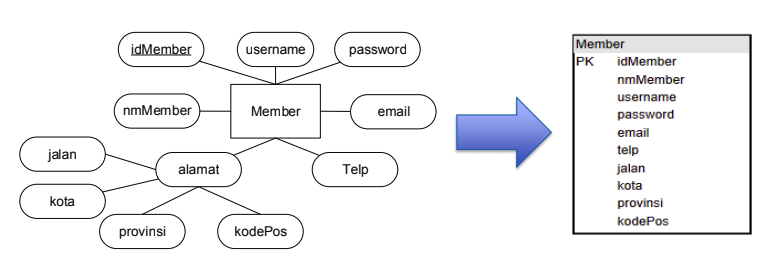 idMember
username
password
nmMember
Member
email
jalan
alamat
Telp
kota
provinsi
kodePos
Member
PK idMember
nmMember
username
password
email
telp
jalan
kota
provinsi
kodePos